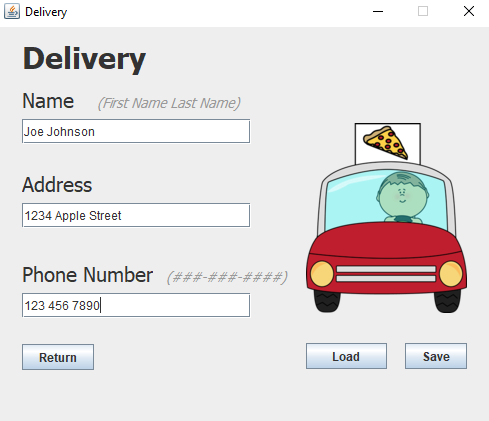 Delivery
Delivery
Name (First Name Last Name)
Joe Johnson
Address
1234 Apple Street
Phone Number (###-###-####)
123 456 7890
Return
Load
Save